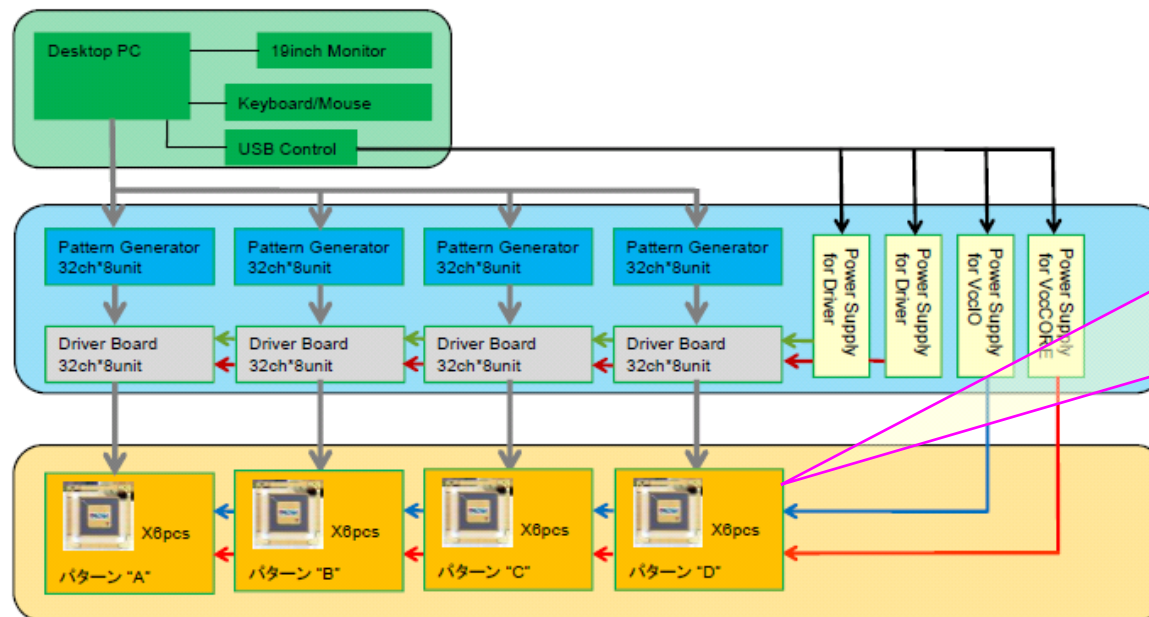 Desktop PC
19inch Monitor
Keyboard/Mouse
USB Control
Pattern Generator
32ch*8unit
Pattern Generator
32ch*8unit
Pattern Generator
32ch*8unit
Pattern Generator
32ch*8unit
Power Supply
for Driver
Power Supply
for Driver
Power Supply
for VccIO
Power Supply
for VccCORE
Driver Board
32ch*8unit
Driver Board
32ch*8unit
Driver Board
32ch*8unit
Driver Board
32ch*8unit
X6pcs
パターン "A"
X6pcs
パターン "B"
X6pcs
パターン "C"
X6pcs
パターン "D"